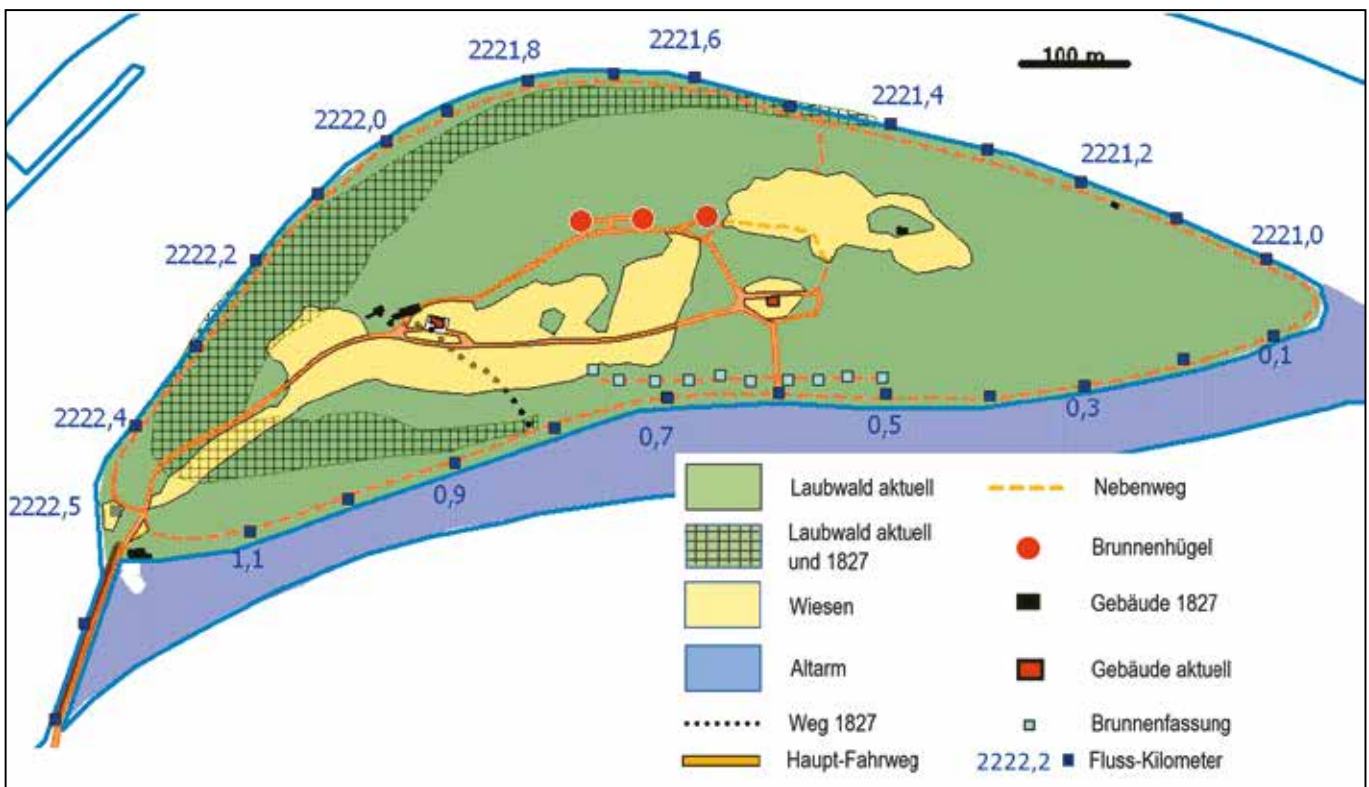 2221,8
2221,6
100 m
2222,0
2221,4
2221,2
2222,2
2221,0
0,1
2222,4
0,3
0,5
0,7
2222,5
0,9
1,1
Laubwald aktuell
Laubwald aktuell
und 1827
Wiesen
Altarm
Weg 1827
Haupt-Fahrweg
Nebenweg
Brunnenhügel
Gebäude 1827
Gebäude aktuell
Brunnenfassung
2222,2 Fluss-Kilometer